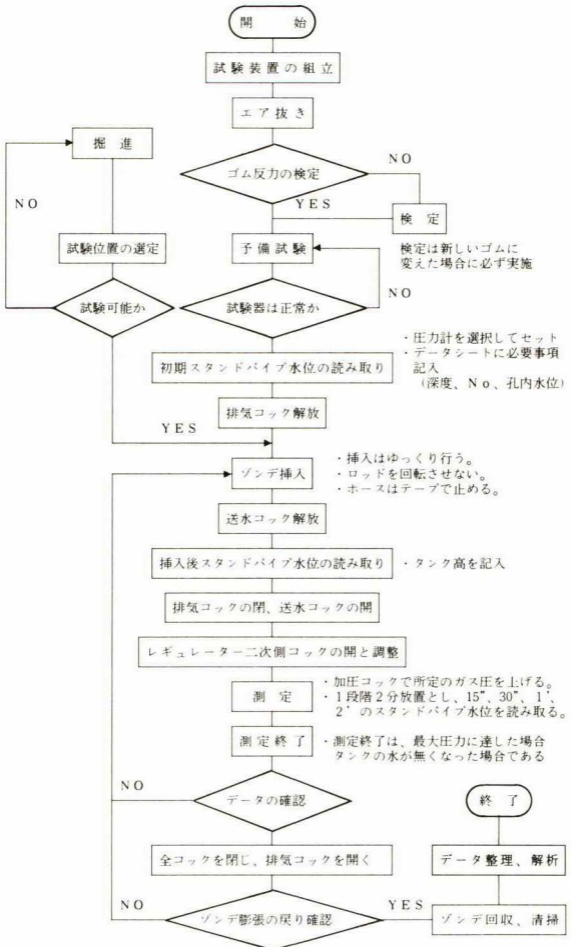 開 始
試験装置の組立
エア抜き
掘 進
ゴム反力の検定
NO
YES
NO
検 定
試験位置の選定
予備試験
検定は新しいゴムに
変えた場合に必ず実施
試験可能か
試験器は正常か
NO
・圧力計を選択してセット
・データシートに必要事項
記入
(深度、No、孔内水位)
初期スタンドパイプ水位の読み取り
排気コック解放
YES
ゾンデ挿入
・挿入はゆっくり行う。
・ロッドを回転させない。
・ホースはテープで止める。
送水コック解放
挿入後スタンドパイプ水位の読み取り
・タンク高を記入
排気コックの閉、送水コックの開
レギュレーター二次側コックの開と調整
測 定
・加圧コックで所定のガス圧を上げる。
・1段階2分放置とし、15”、30”、1’、
2’のスタンドパイプ水位を読み取る。
測定終了
・測定終了は、最大圧力に達した場合
タンクの水が無くなった場合である
NO
データの確認
終 了
全コックを閉じ、排気コックを開く
データ整理、解析
NO
ゾンデ膨張の戻り確認
YES
ゾンデ回収、清掃